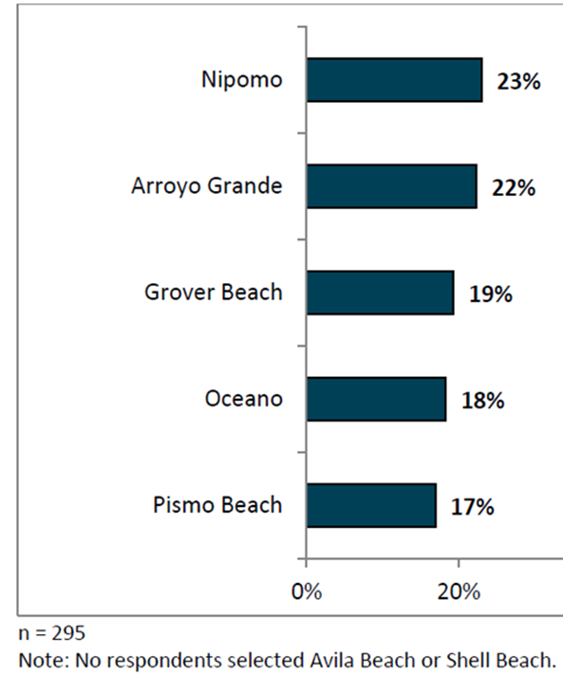 Nipomo 23%
Arroyo Grande 22%
Grover Beach 19%
Oceano 18%
Pismo Beach 17%
0% 20%
n = 295
Note: No respondents selected Avila Beach or Shell Beach.